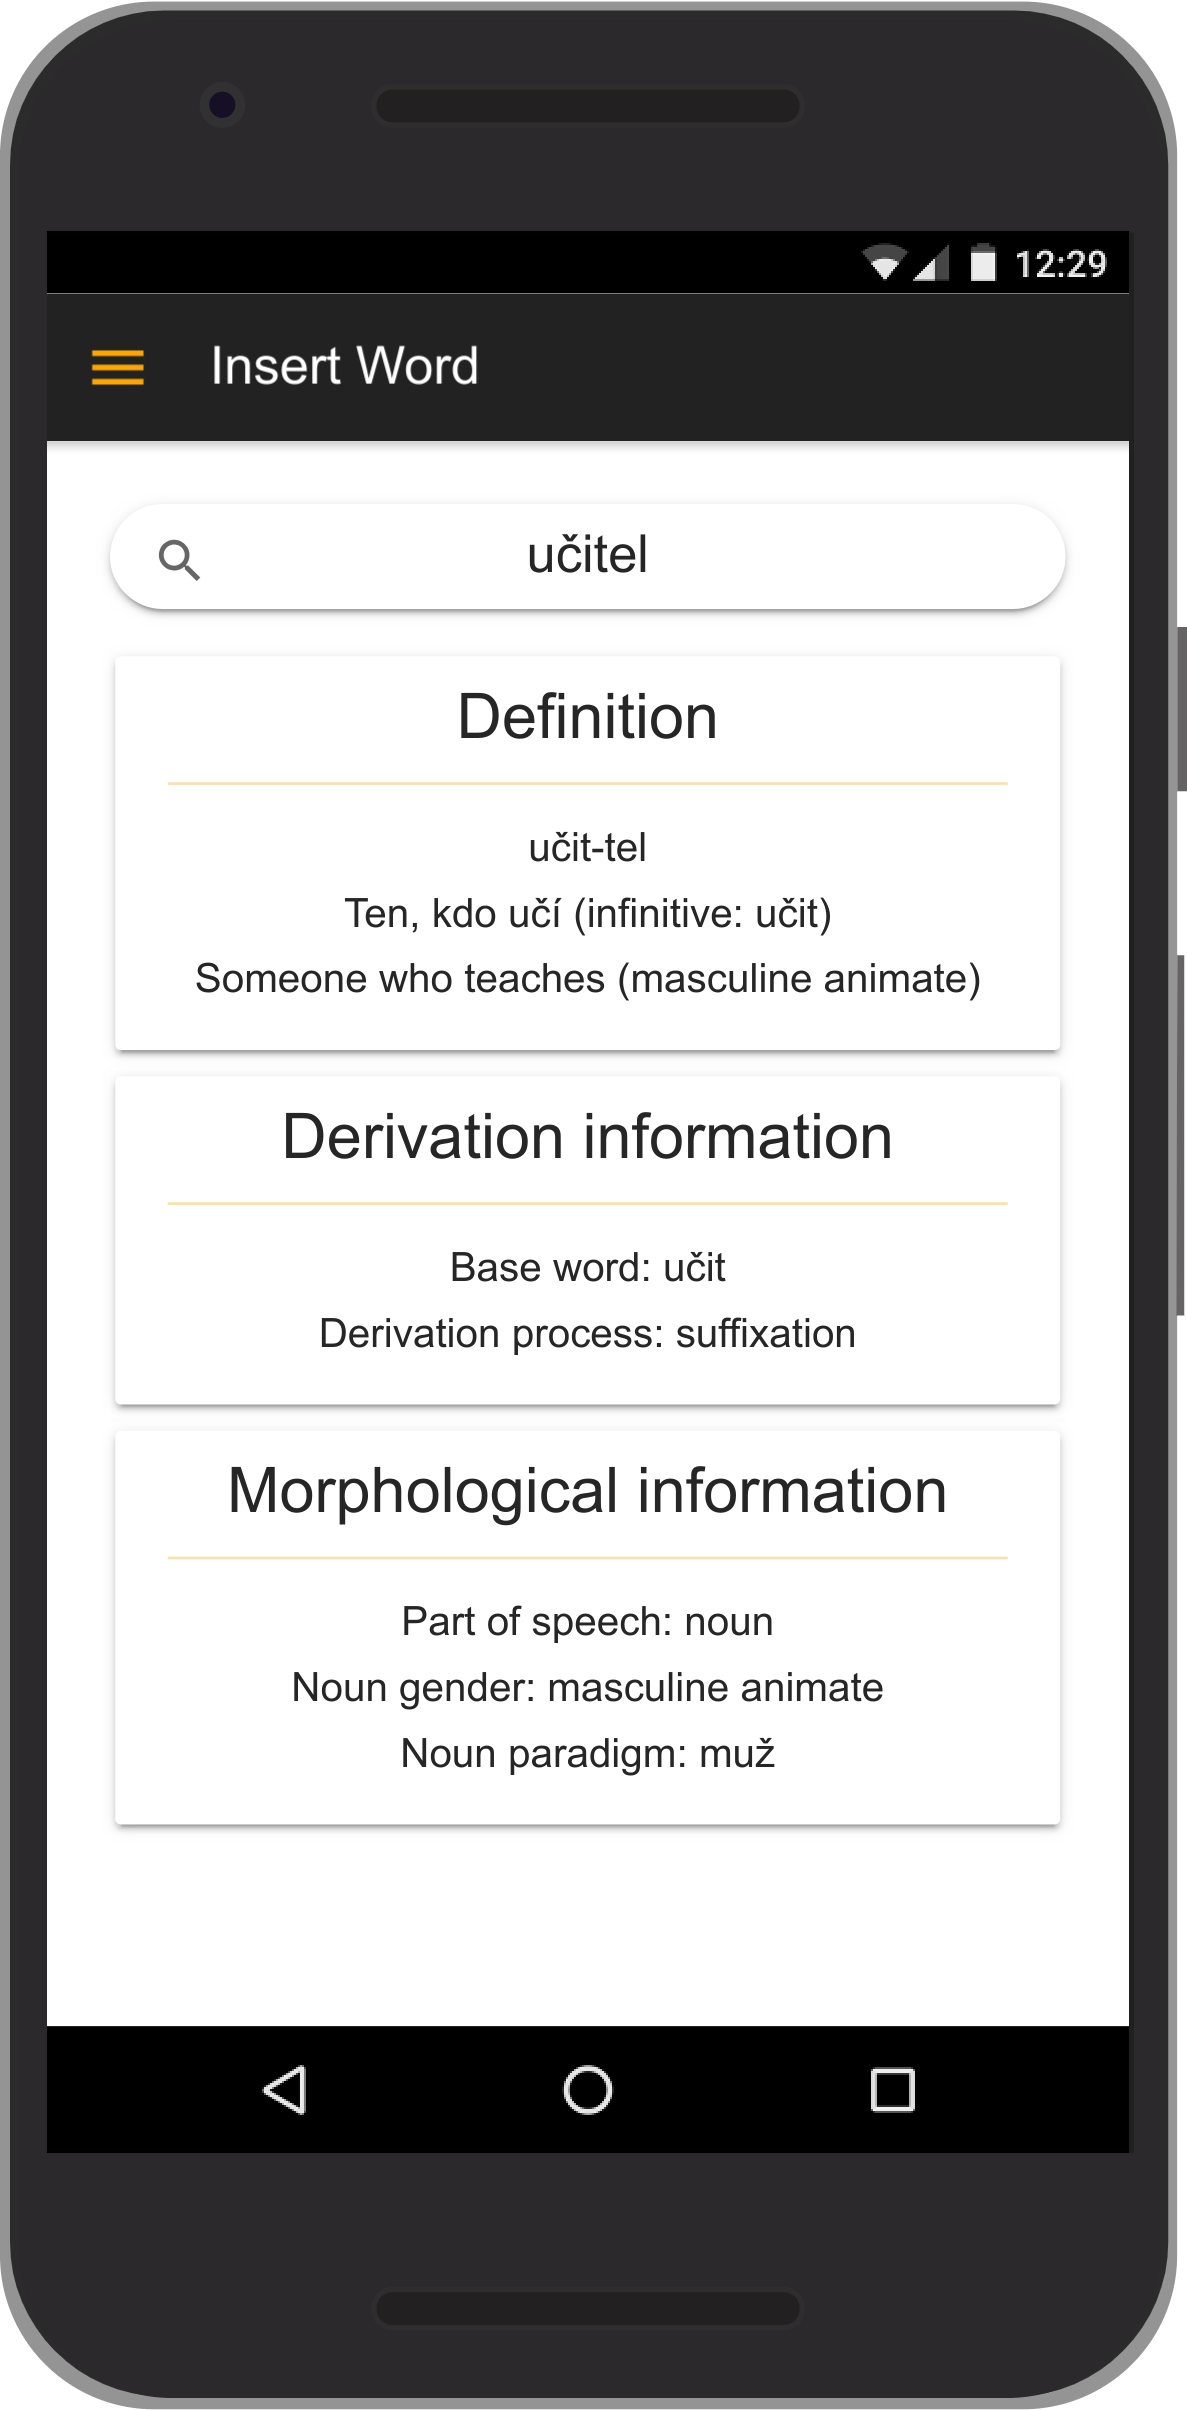 12:29
Insert Word
učitel
Definition
učit-tel
Ten, kdo učí (infinitive: učit)
Someone who teaches (masculine animate)
Derivation information
Base word: učit
Derivation process: suffixation
Morphological information
Part of speech: noun
Noun gender: masculine animate
Noun paradigm: muž